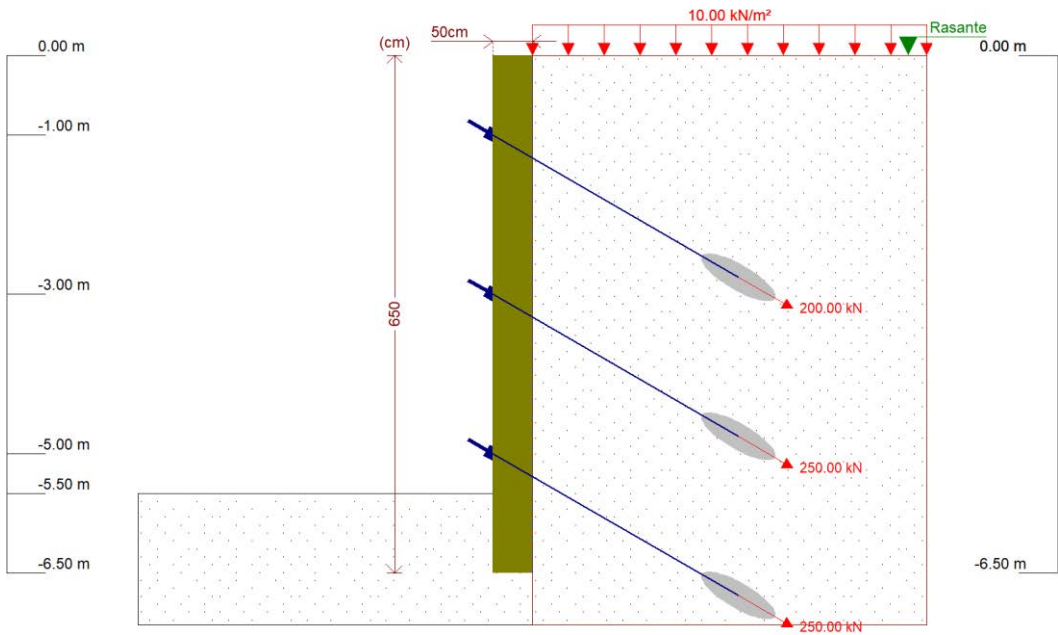 10.00 kN/m²
50cm
Rasante
(cm)
0.00 m
0.00 m
-1.00 m
-3.00 m
200.00 kN
650
-5.00 m
250.00 kN
-5.50 m
-6.50 m
-6.50 m
250.00 kN